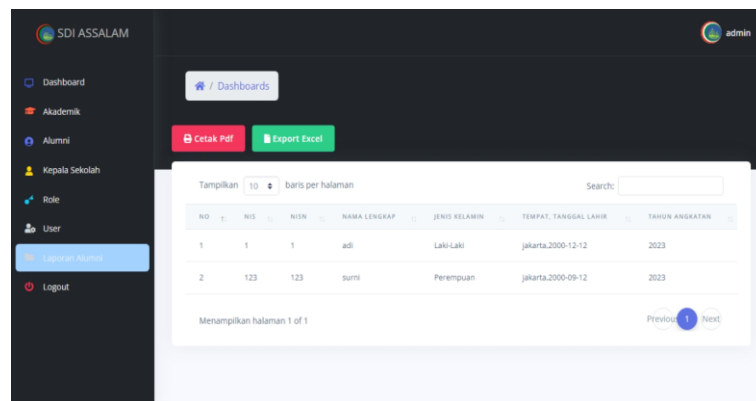 SDI ASSALAM
admin
Dashboard
Akademik
Alumni
Kepala Sekolah
Role
User
Laporan Alumni
Logout
/ Dashboards
Cetak Pdf
Export Excel
Tampilkan 10 baris per halaman
Search:
NO NIS NISN NAMA LENGKAP JENIS KELAMIN TEMPAT, TANGGAL LAHIR TAHUN ANGKATAN
1 1 1 adi Laki-Laki jakarta,2000-12-12 2023
2 123 123 surni Perempuan jakarta,2000-09-12 2023
Menampilkan halaman 1 of 1
Previous 1 Next